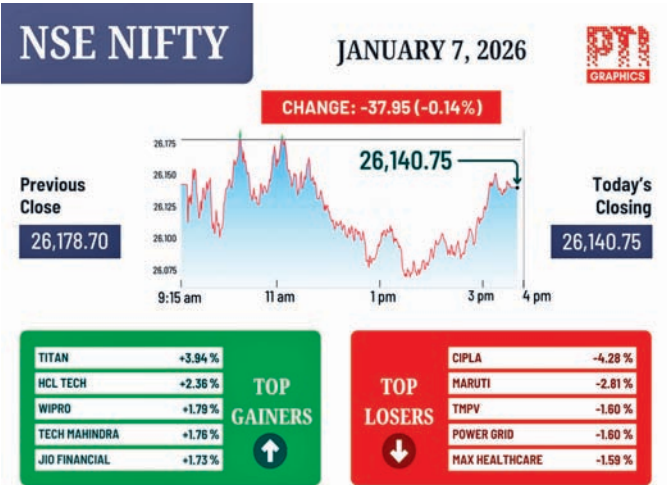 NSE NIFTY
JANUARY 7, 2026
PTI
GRAPHICS
CHANGE: -37.95 (-0.14%)
26,175
26,150
26,125
26,100
26,075
26,140.75
Previous
Close
26,178.70
Today's
Closing
26,140.75
9:15 am 11 am 1 pm 3 pm 4 pm
TITAN +3.94 %
HCL TECH +2.36 %
WIPRO +1.79 %
TECH MAHINDRA +1.76 %
JIO FINANCIAL +1.73 %
TOP
GAINERS
TOP
LOSERS
CIPLA -4.28 %
MARUTI -2.81 %
TMPV -1.60 %
POWER GRID -1.60 %
MAX HEALTHCARE -1.59 %